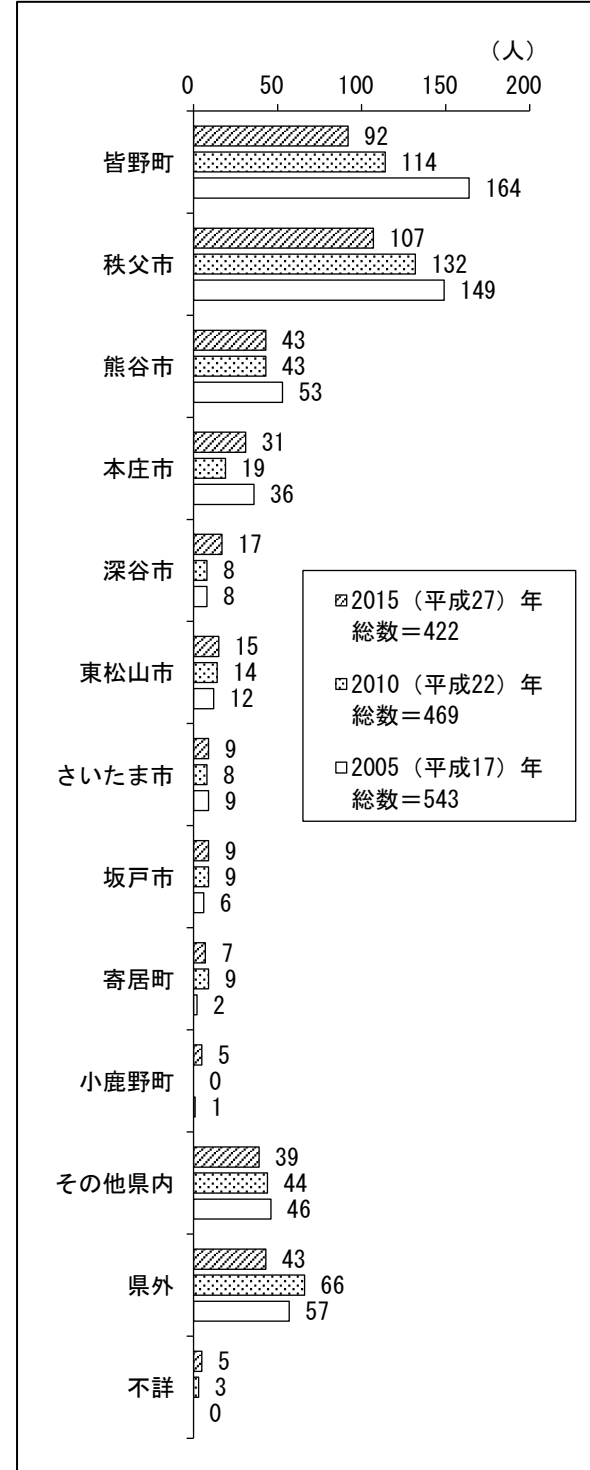 （人）
0 50 100 150 200
皆野町
92
114
164
秩父市
107
132
149
熊谷市
43
43
53
本庄市
31
19
36
深谷市
17
8
8
東松山市
15
14
12
さいたま市
9
8
9
坂戸市
9
9
6
寄居町
7
9
2
小鹿野町
5
0
1
その他県内
39
44
46
県外
43
66
57
不詳
5
3
0
2015（平成27）年
総数＝422
2010（平成22）年
総数＝469
2005（平成17）年
総数＝543